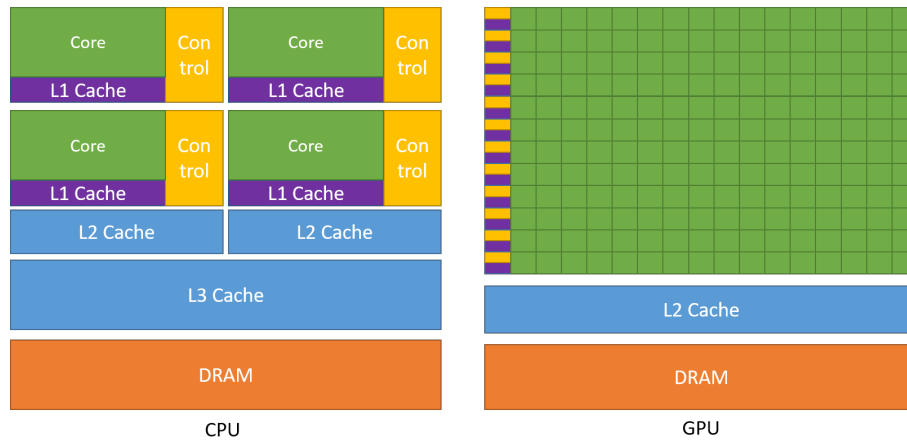 Core
Con
trol
L1 Cache
Core
Con
trol
L1 Cache
Core
Con
trol
L1 Cache
Core
Con
trol
L1 Cache
L2 Cache
L2 Cache
L3 Cache
DRAM
CPU
L2 Cache
DRAM
GPU